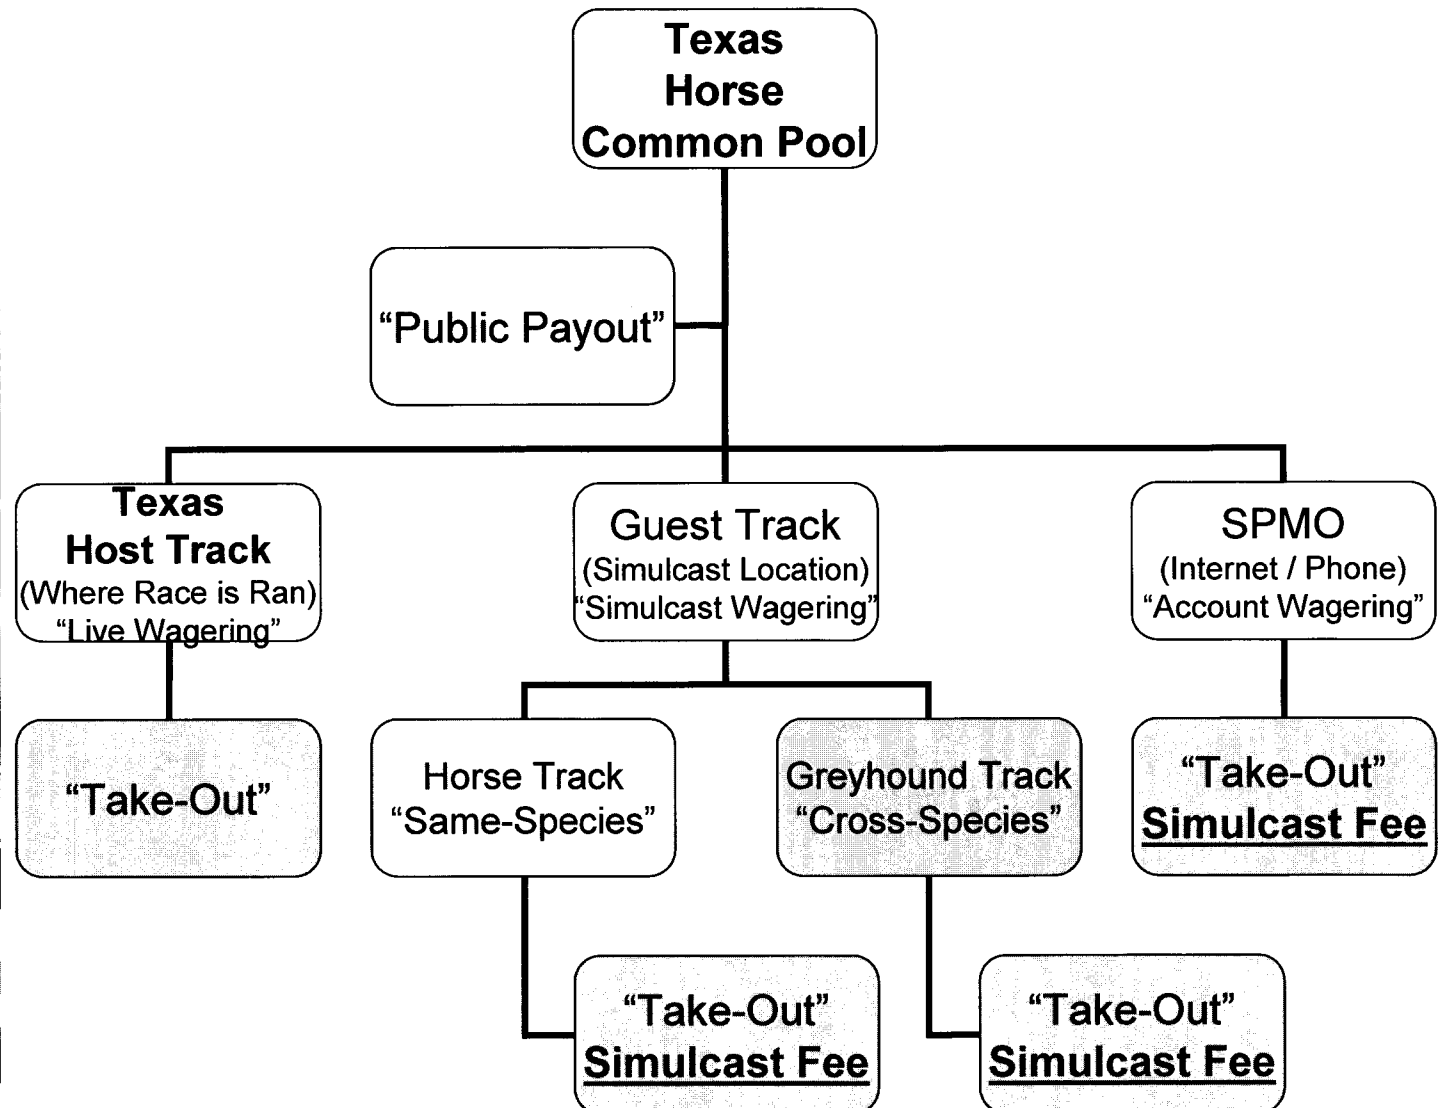 Texas
Horse
Common Pool
“Public Payout”
Texas
Host Track
(Where Race is Ran)
“Live Wagering”
Guest Track
(Simulcast Location)
“Simulcast Wagering”
SPMO
(Internet / Phone)
“Account Wagering”
“Take-Out”
Horse Track
“Same-Species”
Greyhound Track
“Cross-Species”
“Take-Out”
Simulcast Fee
“Take-Out”
Simulcast Fee
“Take-Out”
Simulcast Fee